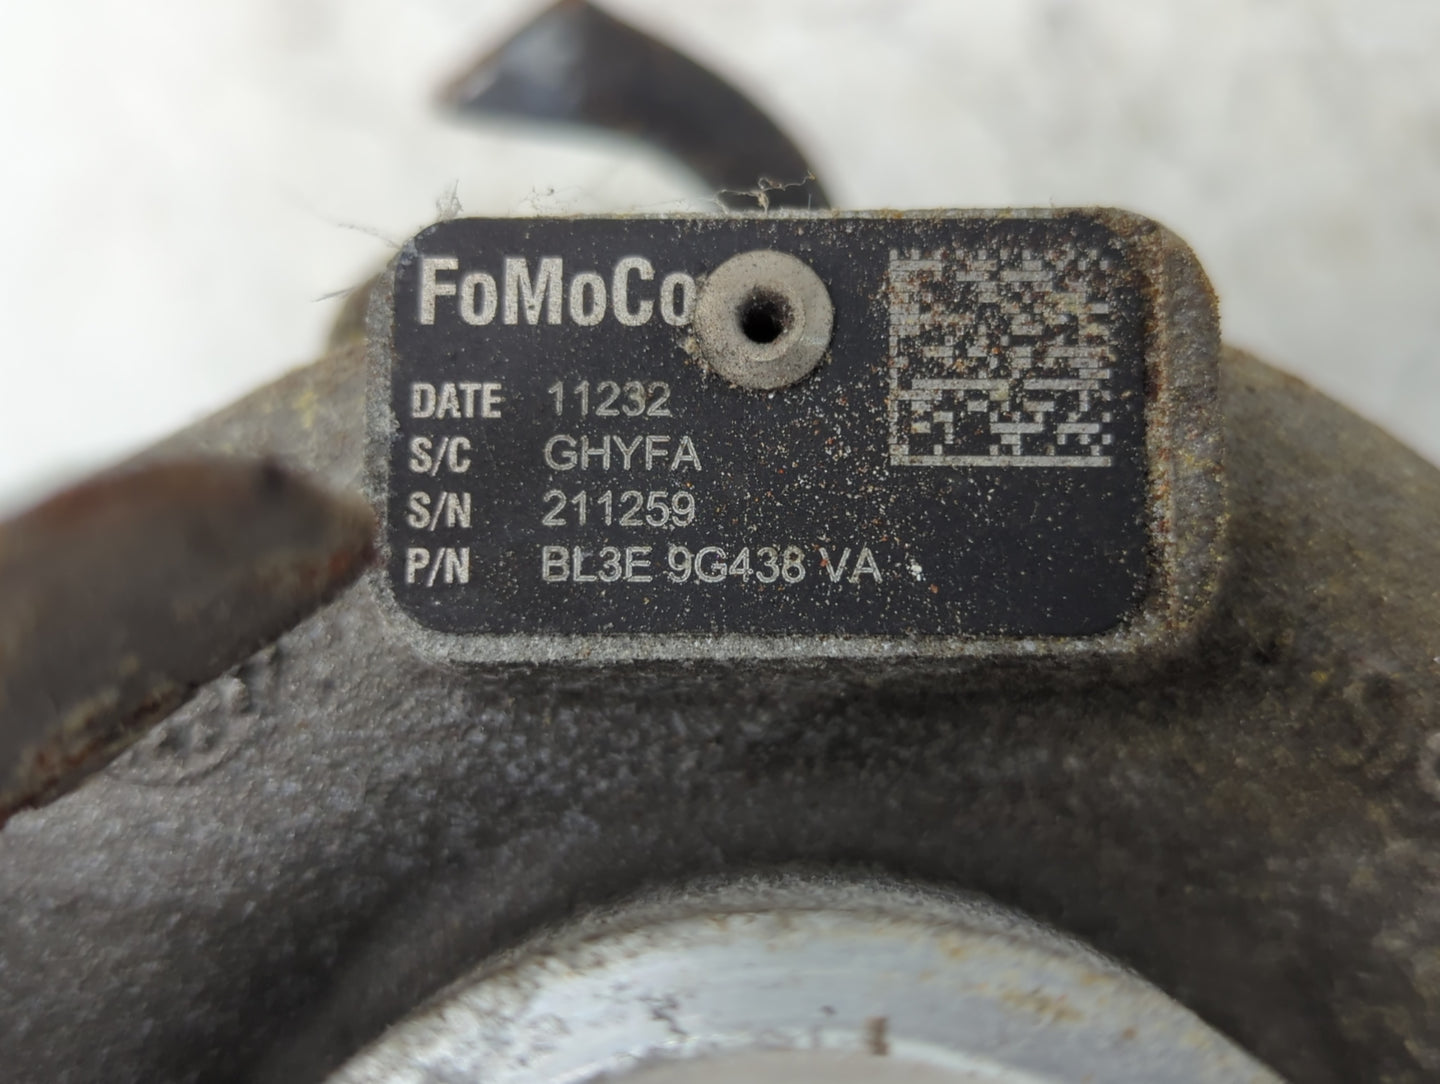 FoMoCo
DATE 11232
S/C GHYFA
S/N 211259
P/N BL3E 9G438 VA